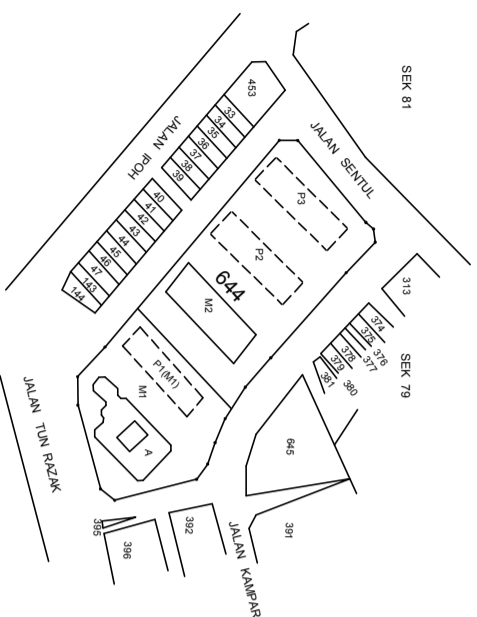 SEK 81
JALAN SENTUL
JALAN IPOH
453
33
34
35
36
37
38
39
40
41
42
43
44
45
46
47
143
144
P3
P2
644
M2
P1(M1)
M1
A
313
374
375
376
377
378
379
380
381
SEK 79
645
391
392
395
396
JALAN KAMPAR
JALAN TUN RAZAK